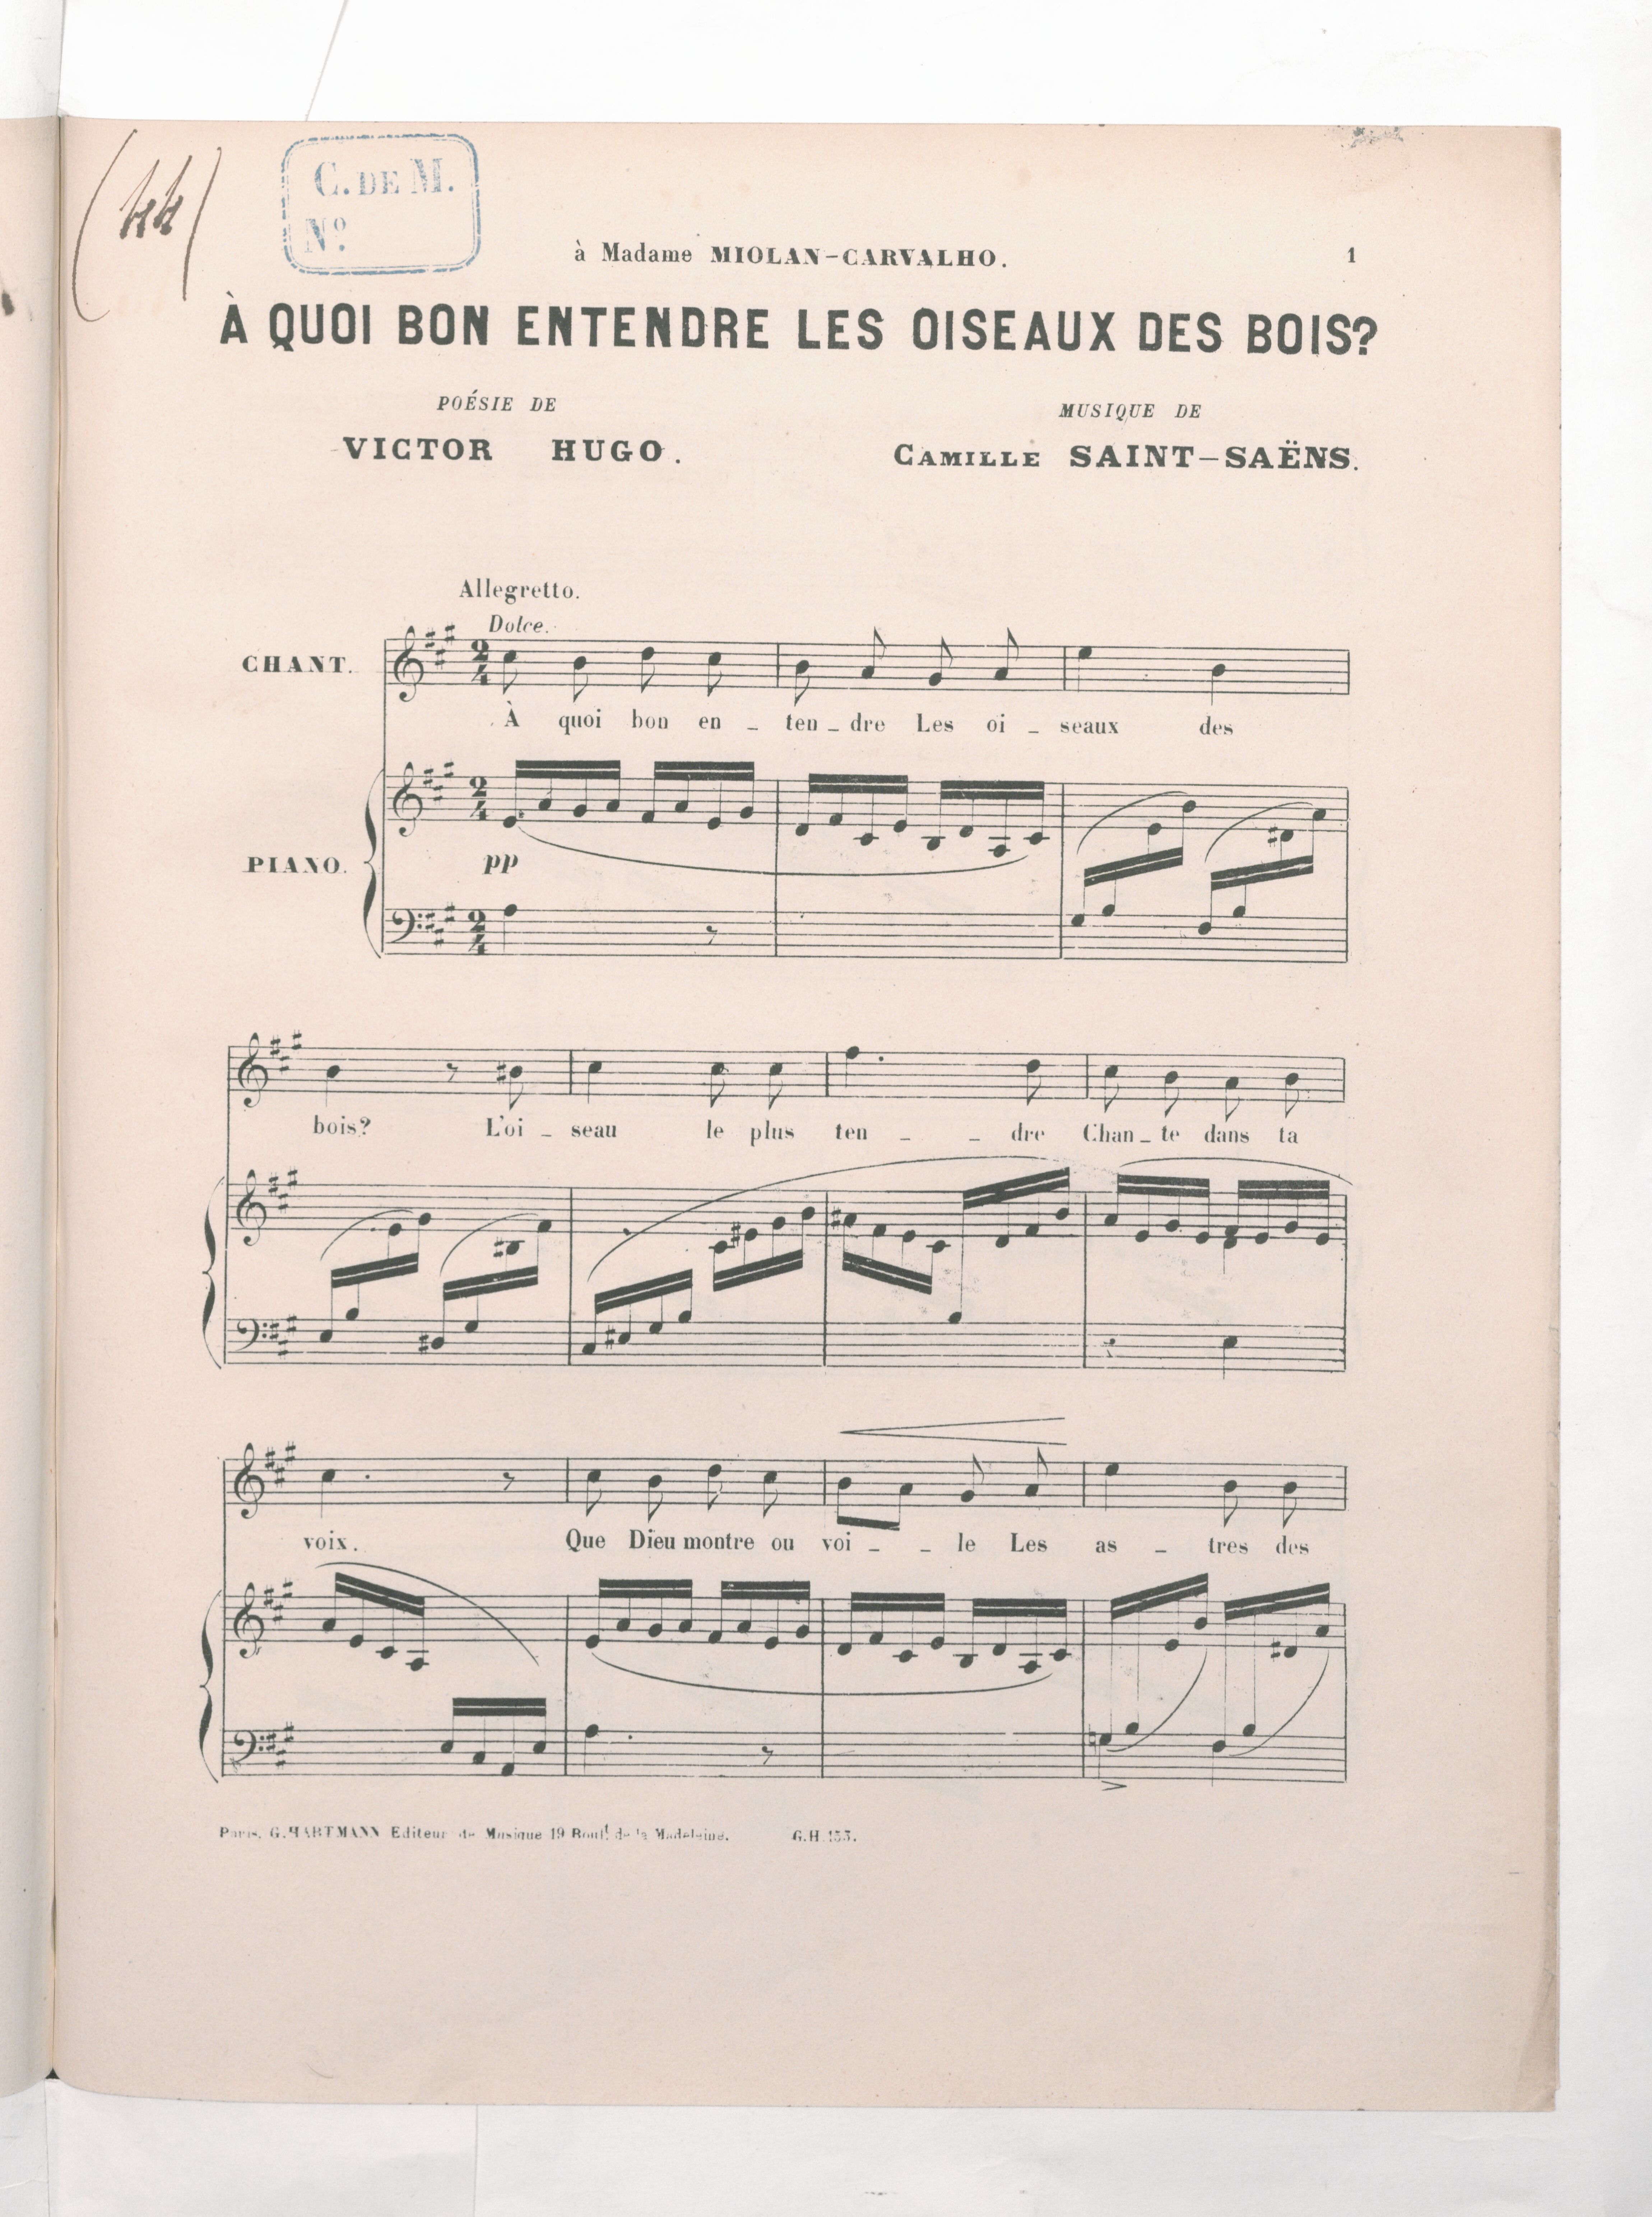 C. DE M.
Nº
à Madame MIOLAN-CARVALHO.
1
À QUOI BON ENTENDRE LES OISEAUX DES BOIS?
POÉSIE DE
VICTOR HUGO.
MUSIQUE DE
CAMILLE SAINT-SAËNS.
Allegretto.
Dolce.
CHANT.
À quoi bon en - ten - dre Les oi - seaux des
PIANO.
pp
bois? L'oi - seau le plus ten - - dre Chan - te dans ta
voix. Que Dieu montre ou voi - - le Les as - tres des
Paris, G. HARTMANN Editeur de Musique 19 Boul! de la Madeleine. G.H. 153.